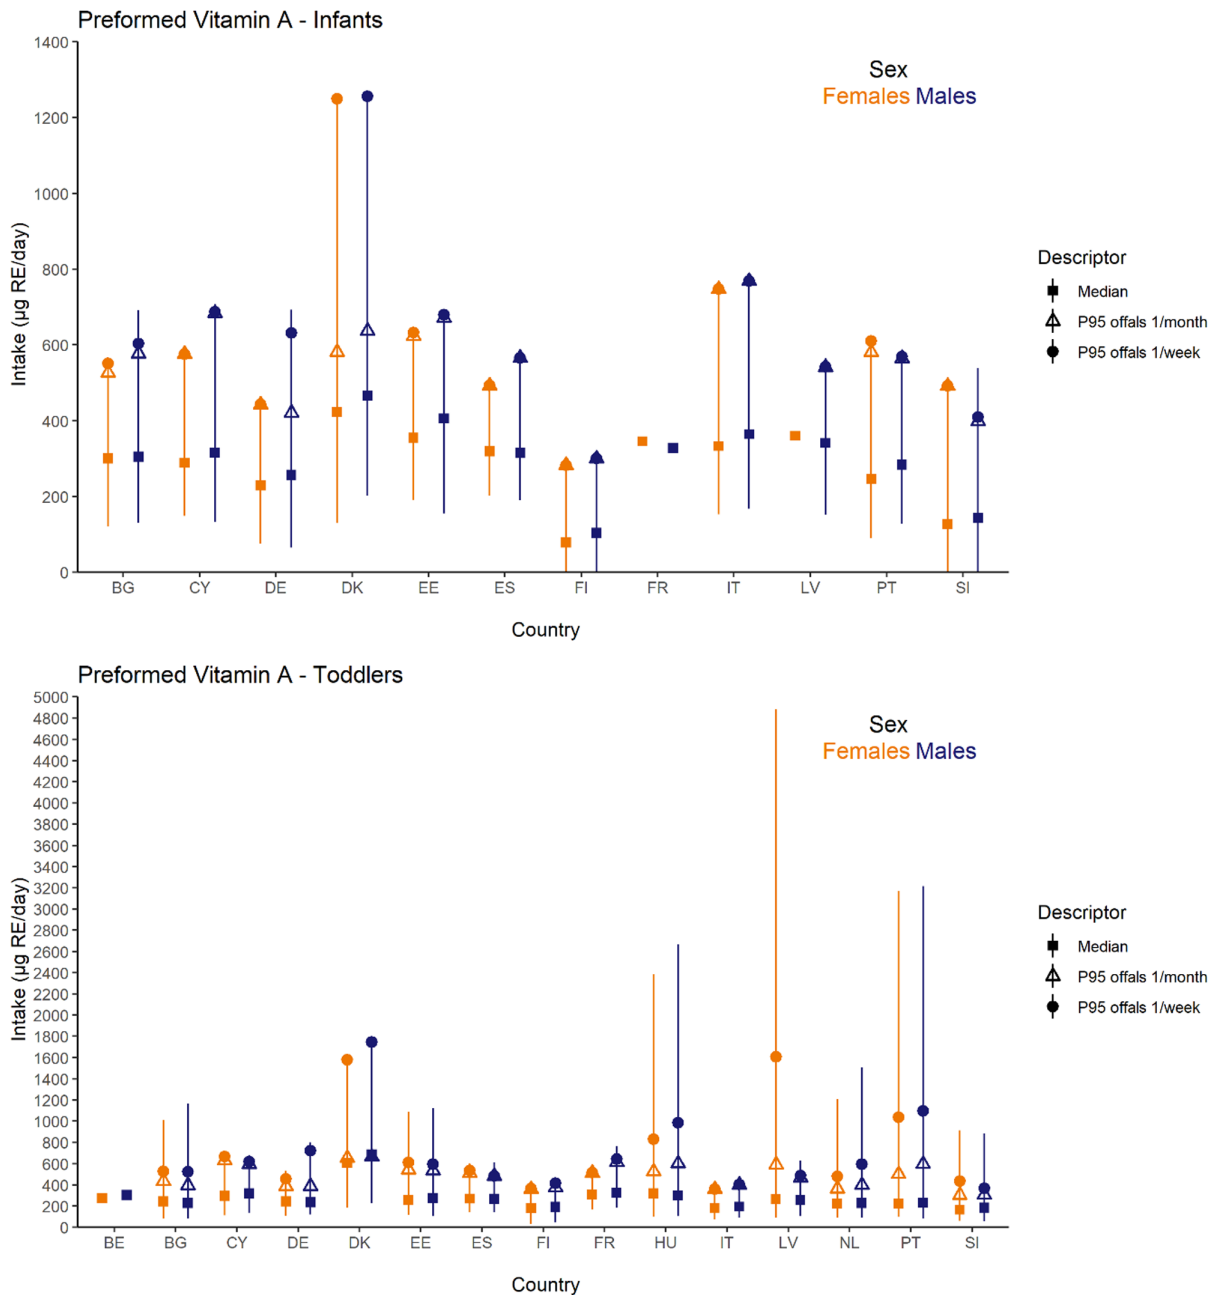 Preformed Vitamin A - Infants
1400
1200
1000
800
600
400
200
0
Intake (µg RE/day)
Sex
Females Males
Descriptor
Median
P95 offals 1/month
P95 offals 1/week
BG CY DE DK EE ES FI FR IT LV PT SI
Country
Preformed Vitamin A - Toddlers
5000
4800
4600
4400
4200
4000
3800
3600
3400
3200
3000
2800
2600
2400
2200
2000
1800
1600
1400
1200
1000
800
600
400
200
0
Intake (µg RE/day)
Sex
Females Males
Descriptor
Median
P95 offals 1/month
P95 offals 1/week
BE BG CY DE DK EE ES FI FR HU IT LV NL PT SI
Country